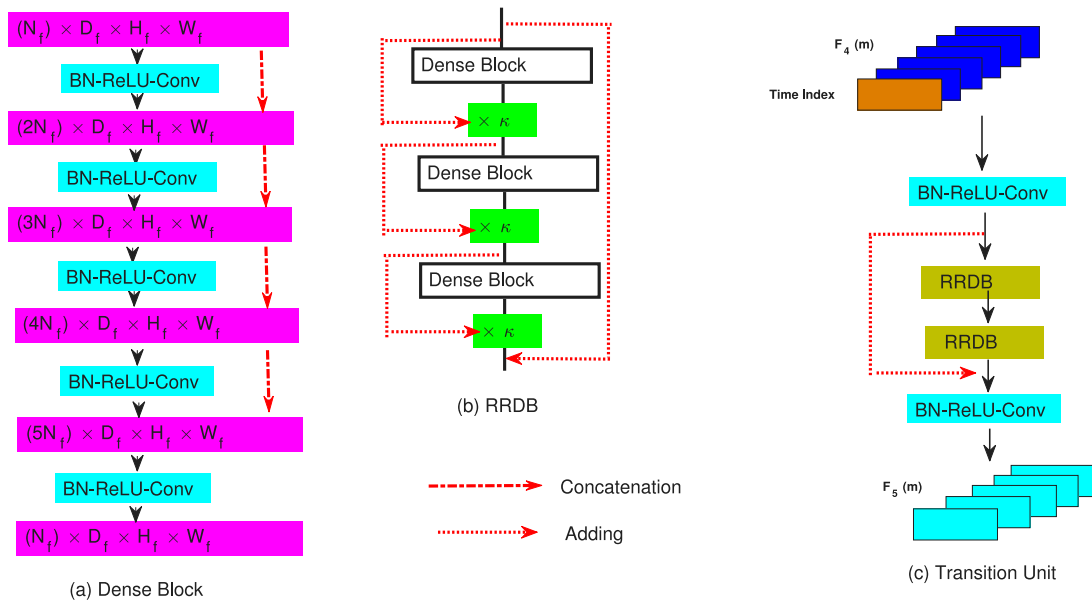 (N_f) × D_f × H_f × W_f
BN-ReLU-Conv
(2N_f) × D_f × H_f × W_f
BN-ReLU-Conv
(3N_f) × D_f × H_f × W_f
BN-ReLU-Conv
(4N_f) × D_f × H_f × W_f
BN-ReLU-Conv
(5N_f) × D_f × H_f × W_f
BN-ReLU-Conv
(N_f) × D_f × H_f × W_f
(a) Dense Block
Dense Block
× κ
Dense Block
× κ
Dense Block
× κ
(b) RRDB
Concatenation
Adding
F_4 (m)
Time Index
BN-ReLU-Conv
RRDB
RRDB
BN-ReLU-Conv
F_5 (m)
(c) Transition Unit